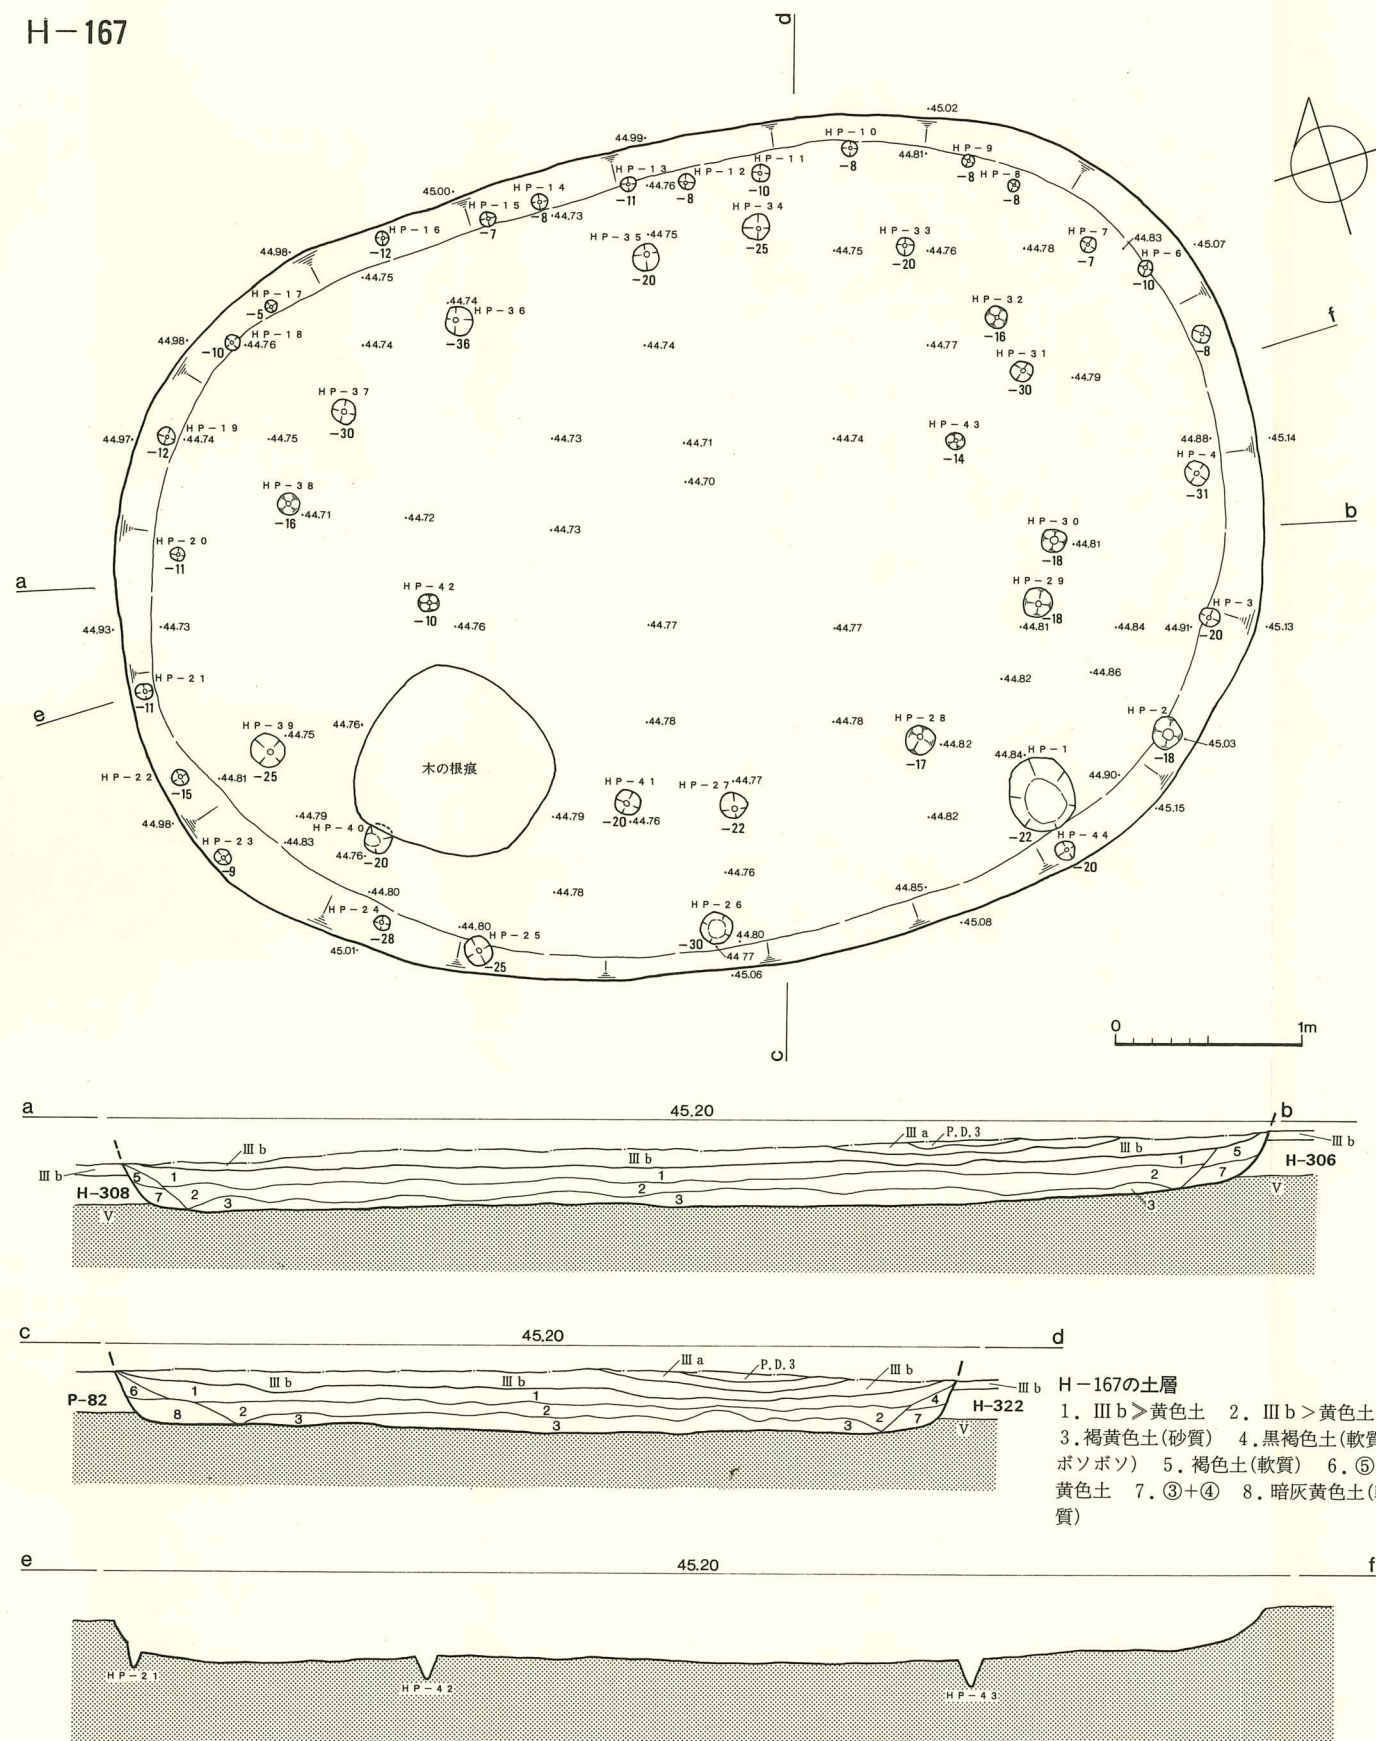 H－167
d
·45.02
44.99·
HP-10
-8
44.81·
HP-9
-8
HP-8
-8
HP-11
-10
HP-12
-8
HP-13
-11
·44.76
45.00·
HP-14
-8
·44.73
HP-15
-7
HP-34
-25
HP-16
-12
HP-35
·44.75
-20
·44.75
HP-33
-20
·44.76
·44.78
HP-7
-7
·44.83
HP-6
-10
·45.07
44.98·
·44.75
HP-17
-5
·44.74
HP-36
-36
HP-32
-16
f
44.98·
HP-18
-10
·44.76
·44.74
·44.74
·44.77
-8
HP-31
-30
·44.79
HP-37
-30
44.97·
HP-19
-12
·44.74
·44.75
·44.73
·44.71
·44.74
HP-43
-14
44.88·
·45.14
HP-4
-31
·44.70
HP-38
-16
·44.71
·44.72
·44.73
b
HP-30
·44.81
-18
HP-20
-11
a
HP-42
-10
HP-29
-18
HP-3
-20
44.93·
·44.73
·44.76
·44.77
·44.77
·44.81
·44.84
44.91·
·45.13
HP-21
-11
·44.82
·44.86
e
HP-39
·44.75
-25
44.76·
·44.78
·44.78
HP-28
·44.82
-17
HP-2
-18
45.03
44.84·
HP-1
-22
木の根痕
HP-22
-15
·44.81
HP-41
-20
·44.76
HP-27
·44.77
-22
44.90·
·45.15
44.98·
·44.79
·44.79
·44.82
HP-23
-9
·44.83
HP-40
44.76·
-20
HP-44
-20
·44.76
·44.80
·44.78
44.85·
HP-24
-28
·44.80
HP-25
-25
HP-26
-30
44.80
44.77
·45.08
45.01·
·45.06
c
0 1m
a 45.20 b
Ⅲb Ⅲb Ⅲa P.D.3 Ⅲb Ⅲb
Ⅲb 5 1 1 1 2 5
H-308 7 2 3 2 3 3 7 H-306
V V
c 45.20 d
Ⅲb Ⅲb Ⅲa P.D.3 Ⅲb Ⅲb
P-82 6 1 1 4 H-322
8 2 3 2 3 3 2 7 V
H－167の土層
1. Ⅲb≫黄色土 2. Ⅲb＞黄色土
3.褐黄色土(砂質) 4.黒褐色土(軟質
ボソボソ) 5.褐色土(軟質) 6.⑤
黄色土 7.③+④ 8.暗灰黄色土(
質)
e 45.20 f
HP-21
HP-42
HP-43